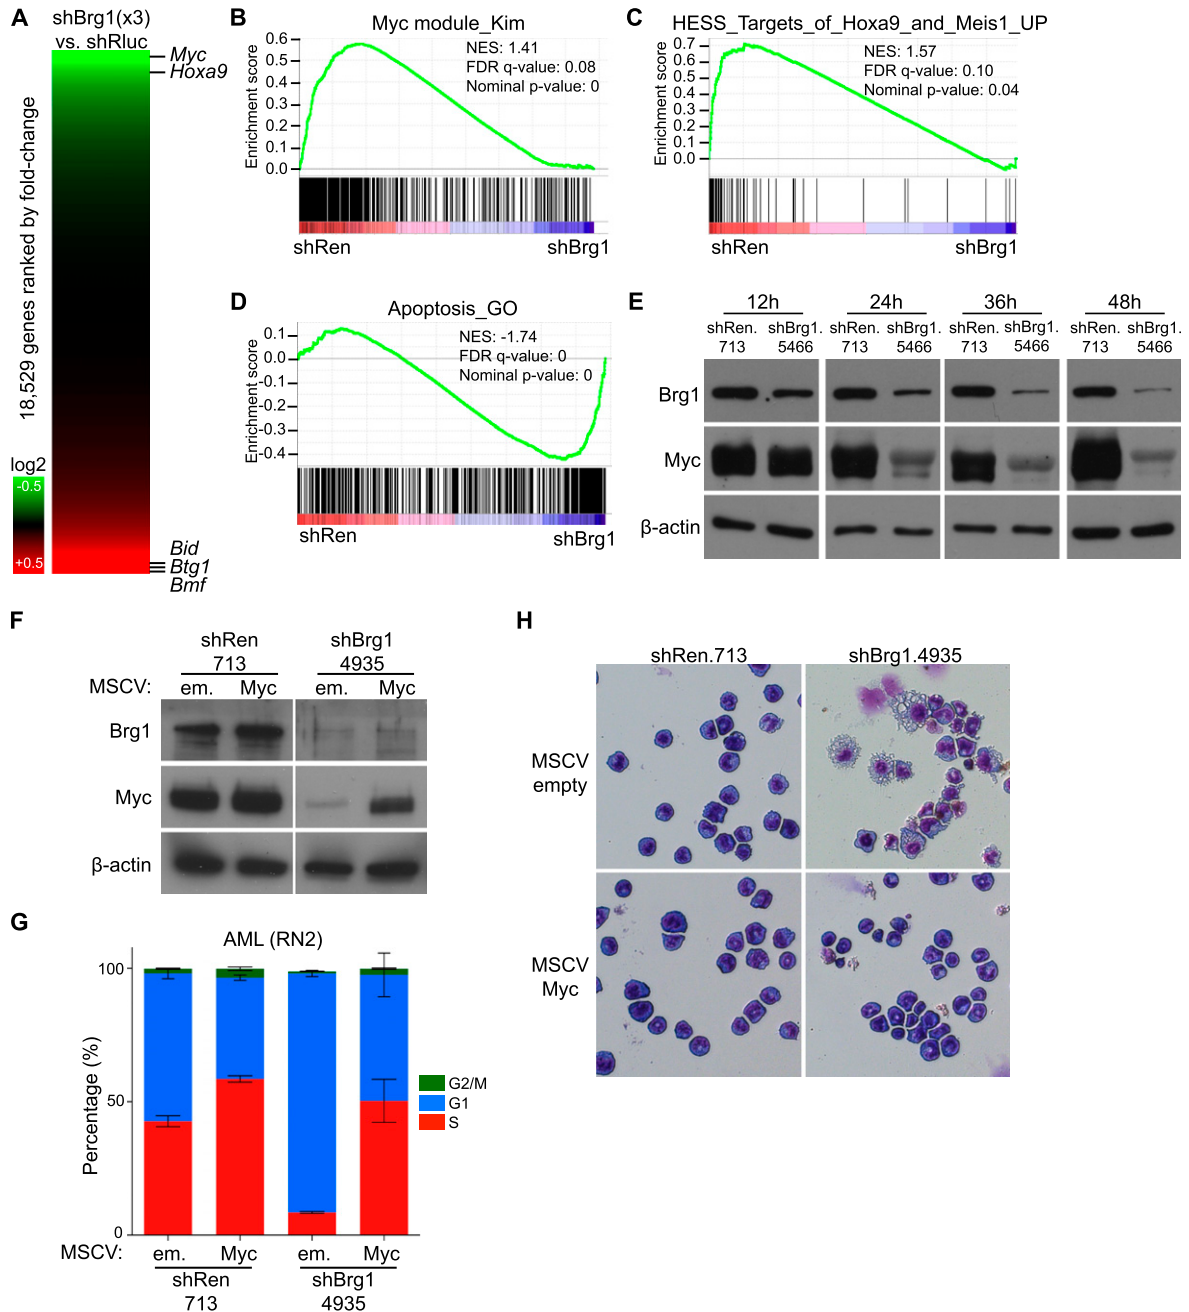 A
shBrg1(x3)
vs. shRluc
Myc
Hoxa9
18,529 genes ranked by fold-change
log2
-0.5
+0.5
Bid
Btg1
Bmf
B
Myc module_Kim
NES: 1.41
FDR q-value: 0.08
Nominal p-value: 0
Enrichment score
0.6
0.5
0.4
0.3
0.2
0.1
0.0
shRen
shBrg1
C
HESS_Targets_of_Hoxa9_and_Meis1_UP
NES: 1.57
FDR q-value: 0.10
Nominal p-value: 0.04
Enrichment score
0.7
0.6
0.5
0.4
0.3
0.2
0.1
0.0
shRen
shBrg1
D
Apoptosis_GO
NES: -1.74
FDR q-value: 0
Nominal p-value: 0
Enrichment score
0.1
0.0
-0.1
-0.2
-0.3
-0.4
shRen
shBrg1
E
12h 24h 36h 48h
shRen. shBrg1. shRen. shBrg1. shRen. shBrg1. shRen. shBrg1.
713 5466 713 5466 713 5466 713 5466
Brg1
Myc
β-actin
F
shRen shBrg1
713 4935
MSCV: em. Myc em. Myc
Brg1
Myc
β-actin
G
AML (RN2)
Percentage (%)
100
50
0
G2/M
G1
S
MSCV: em. Myc em. Myc
shRen shBrg1
713 4935
H
shRen.713 shBrg1.4935
MSCV
empty
MSCV
Myc